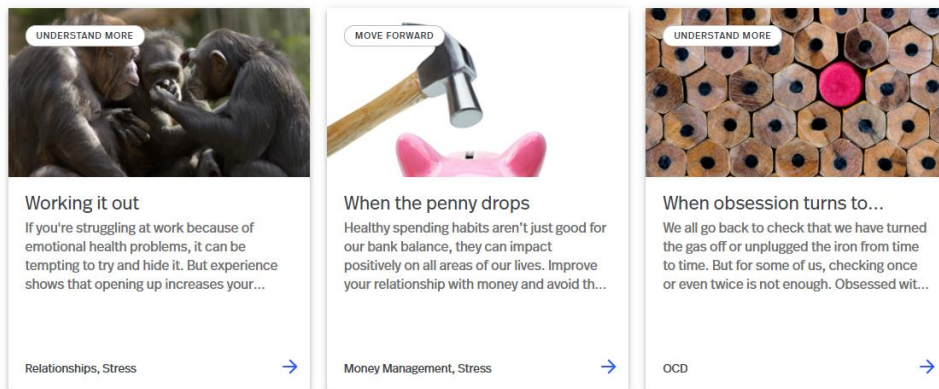 UNDERSTAND MORE
Working it out
If you're struggling at work because of
emotional health problems, it can be
tempting to try and hide it. But experience
shows that opening up increases your...
Relationships, Stress
MOVE FORWARD
When the penny drops
Healthy spending habits aren't just good for
our bank balance, they can impact
positively on all areas of our lives. Improve
your relationship with money and avoid th...
Money Management, Stress
UNDERSTAND MORE
When obsession turns to...
We all go back to check that we have turned
the gas off or unplugged the iron from time
to time. But for some of us, checking once
or even twice is not enough. Obsessed wit...
OCD